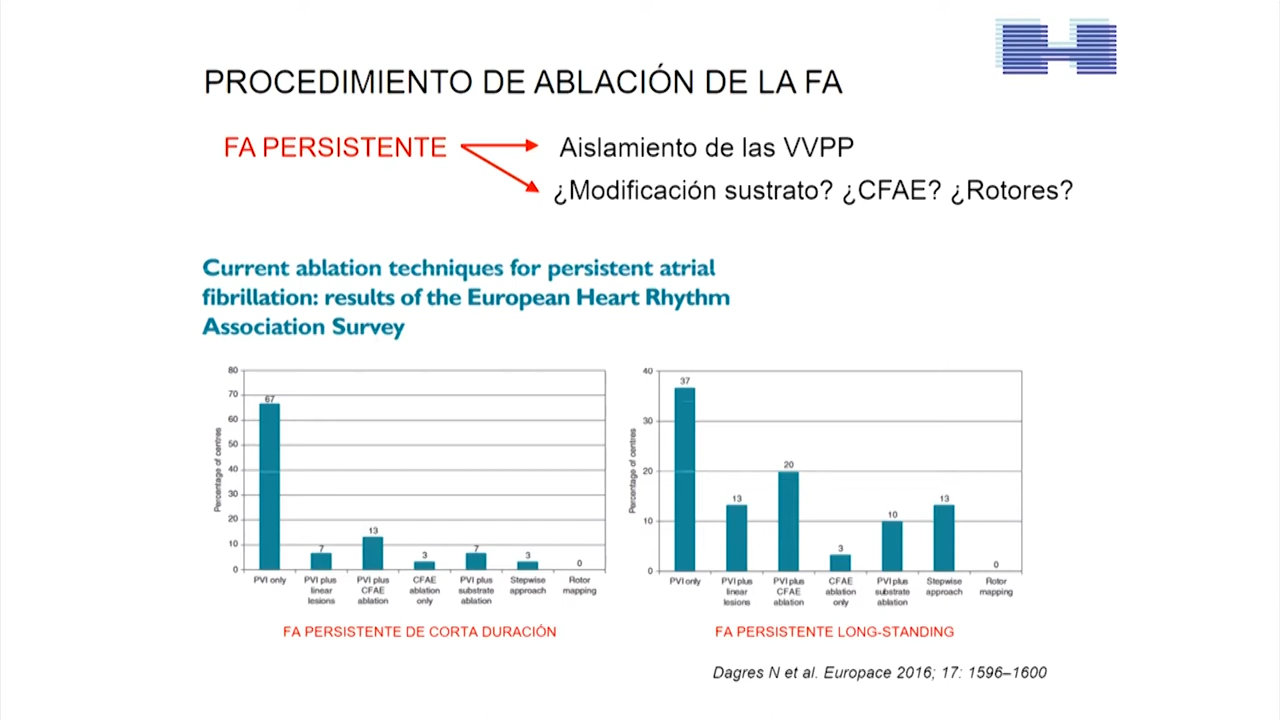 PROCEDIMIENTO DE ABLACIÓN DE LA FA
FA PERSISTENTE
Aislamiento de las VVPP
¿Modificación sustrato? ¿CFAE? ¿Rotores?
Current ablation techniques for persistent atrial
fibrillation: results of the European Heart Rhythm
Association Survey
Percentage of centres
80
70
60
50
40
30
20
10
0
67
7
13
3
7
3
0
PVI only
PVI plus
linear
lesions
PVI plus
CFAE
ablation
CFAE
ablation
only
PVI plus
substrate
ablation
Stepwise
approach
Rotor
mapping
FA PERSISTENTE DE CORTA DURACIÓN
Percentage of centres
40
30
20
10
0
37
13
20
3
10
13
0
PVI only
PVI plus
linear
lesions
PVI plus
CFAE
ablation
CFAE
ablation
only
PVI plus
substrate
ablation
Stepwise
approach
Rotor
mapping
FA PERSISTENTE LONG-STANDING
Dagres N et al. Europace 2016; 17: 1596–1600